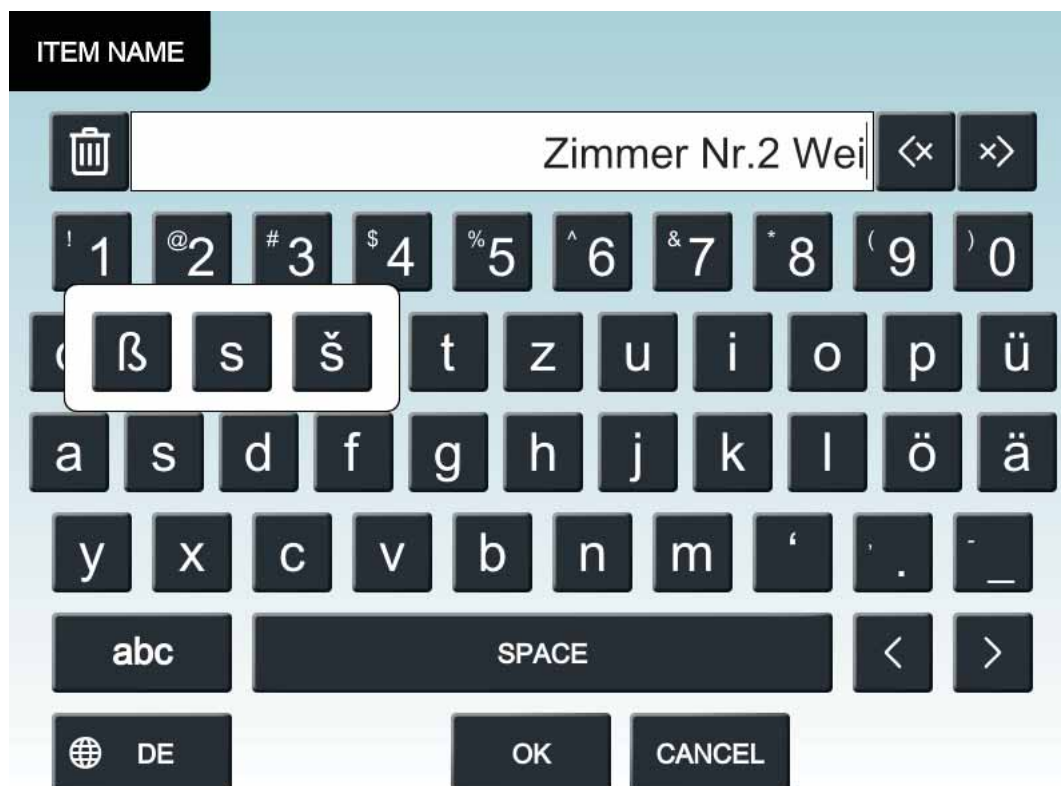 ITEM NAME
Zimmer Nr.2 Wei
! 1 @ 2 # 3 $ 4 % 5 ^ 6 & 7 * 8 ( 9 ) 0
ß s š t z u i o p ü
a s d f g h j k l ö ä
y x c v b n m ‘ , . - _
abc SPACE < >
DE OK CANCEL